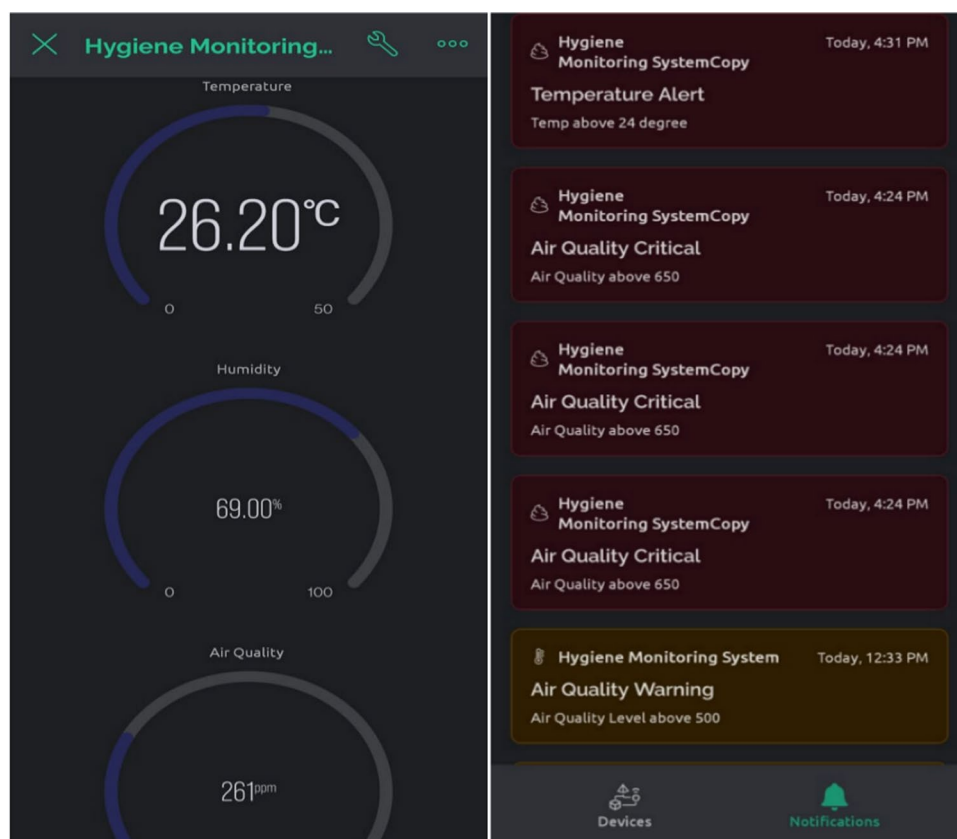 Hygiene Monitoring...
Temperature
26.20°C
0 50
Humidity
69.00%
0 100
Air Quality
261ppm
Hygiene
Monitoring SystemCopy
Today, 4:31 PM
Temperature Alert
Temp above 24 degree
Hygiene
Monitoring SystemCopy
Today, 4:24 PM
Air Quality Critical
Air Quality above 650
Hygiene
Monitoring SystemCopy
Today, 4:24 PM
Air Quality Critical
Air Quality above 650
Hygiene
Monitoring SystemCopy
Today, 4:24 PM
Air Quality Critical
Air Quality above 650
Hygiene Monitoring System Today, 12:33 PM
Air Quality Warning
Air Quality Level above 500
Devices Notifications